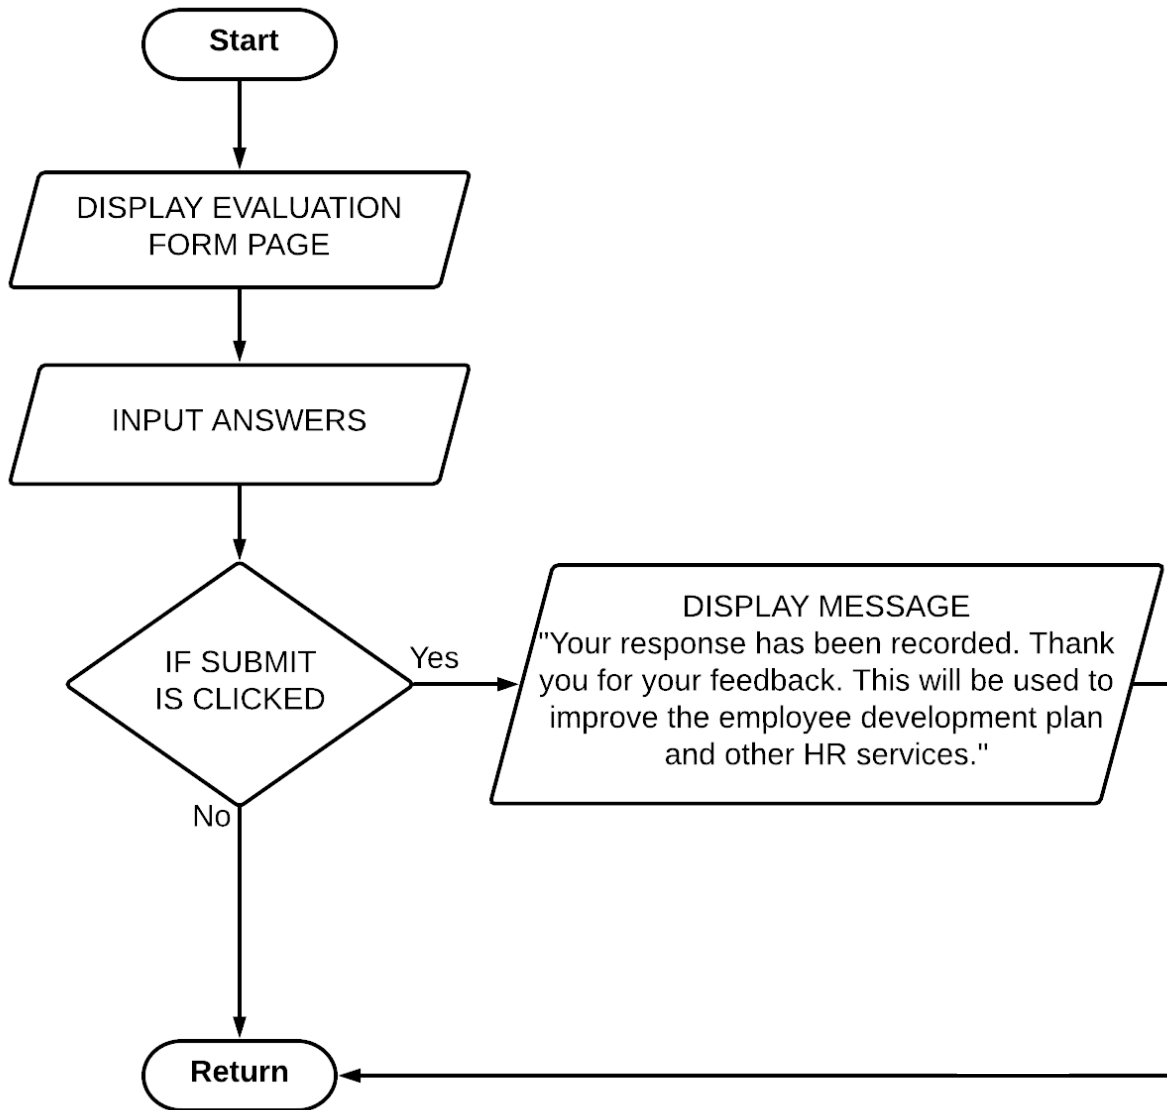 Start
DISPLAY EVALUATION
FORM PAGE
INPUT ANSWERS
IF SUBMIT
IS CLICKED
Yes
DISPLAY MESSAGE
"Your response has been recorded. Thank
you for your feedback. This will be used to
improve the employee development plan
and other HR services."
No
Return